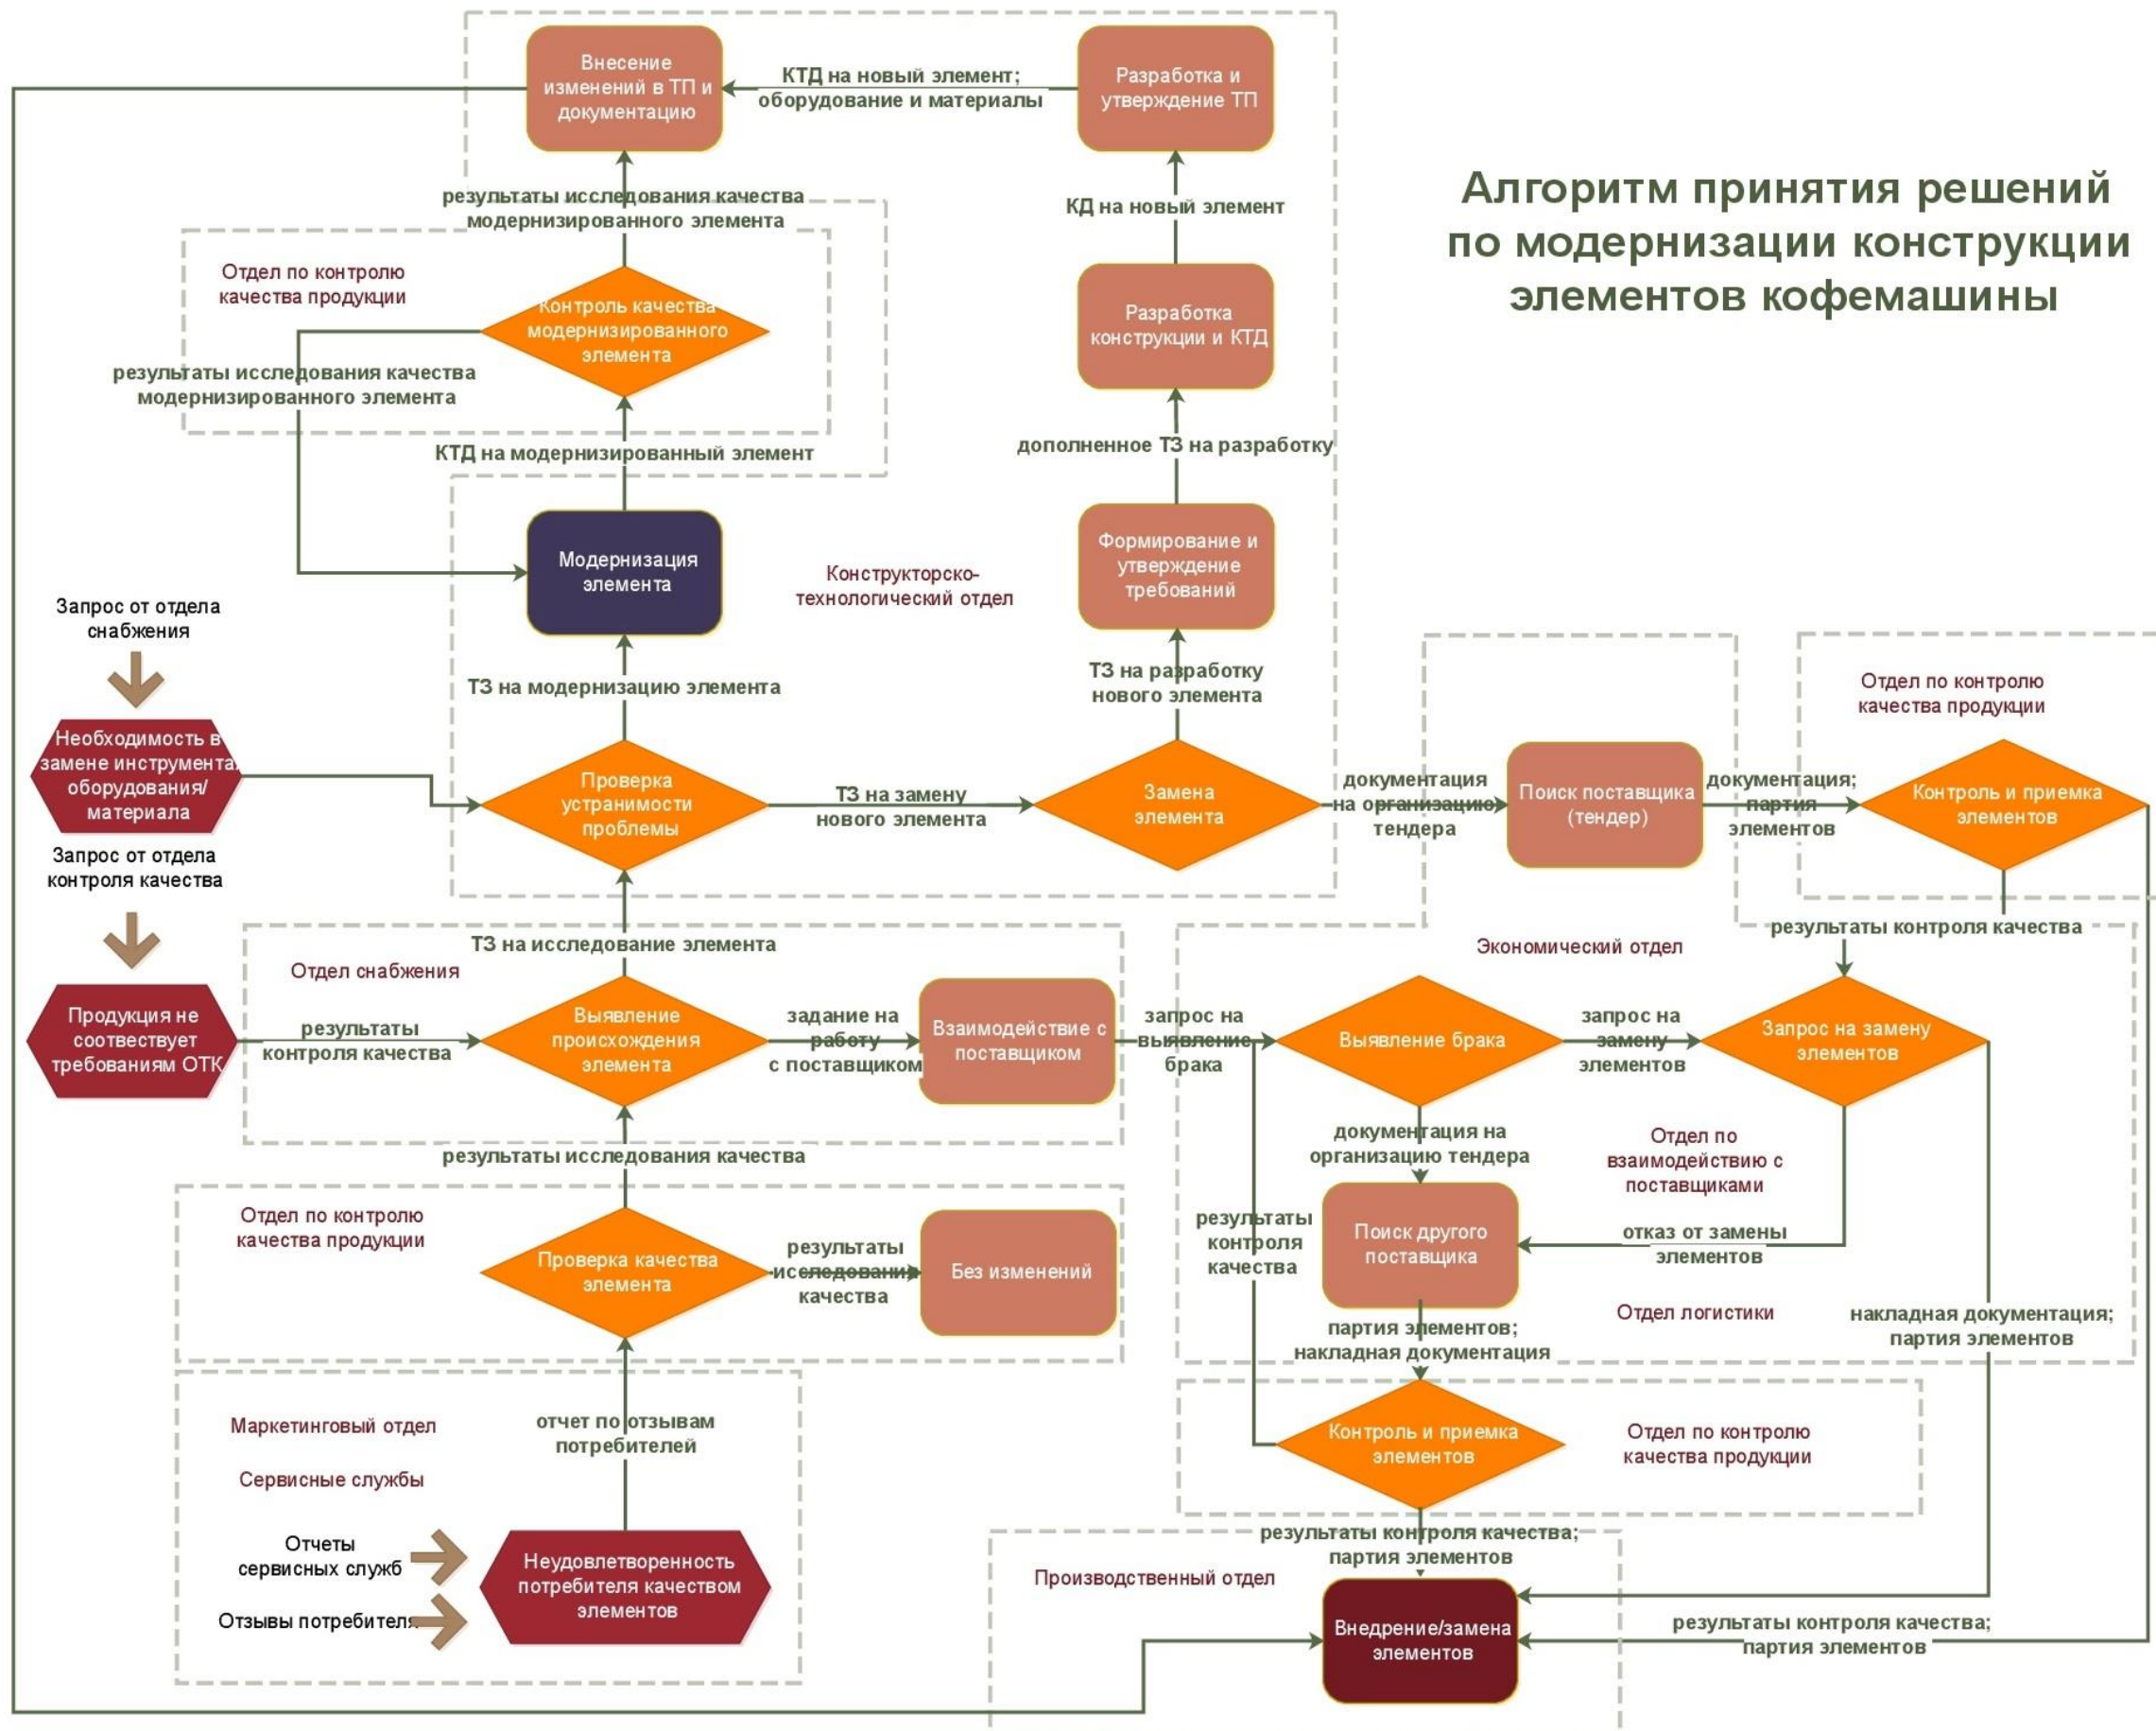 Внесение
изменений в ТП и
документацию
КТД на новый элемент;
оборудование и материалы
Разработка и
утверждение ТП
Алгоритм принятия решений
по модернизации конструкции
элементов кофемашины
результаты исследования качества
модернизированного элемента
КД на новый элемент
Отдел по контролю
качества продукции
Контроль качества
модернизированного
элемента
Разработка
конструкции и КТД
результаты исследования качества
модернизированного элемента
КТД на модернизированный элемент
дополненное ТЗ на разработку
Модернизация
элемента
Конструкторско-
технологический отдел
Формирование и
утверждение
требований
Запрос от отдела
снабжения
ТЗ на модернизацию элемента
ТЗ на разработку
нового элемента
Отдел по контролю
качества продукции
Необходимость в
замене инструмента
оборудования/
материала
Проверка
устранимости
проблемы
ТЗ на замену
нового элемента
Замена
элемента
документация
на организацию
тендера
Поиск поставщика
(тендер)
документация;
партия
элементов
Контроль и приемка
элементов
Запрос от отдела
контроля качества
результаты контроля качества
ТЗ на исследование элемента
Отдел снабжения
Экономический отдел
Продукция не
соотвествует
требованиям ОТК
результаты
контроля качества
Выявление
происхождения
элемента
задание на
работу
с поставщиком
Взаимодействие с
поставщиком
запрос на
выявление
брака
Выявление брака
запрос на
замену
элементов
Запрос на замену
элементов
результаты исследования качества
документация на
организацию тендера
Отдел по
взаимодействию с
поставщиками
Отдел по контролю
качества продукции
Проверка качества
элемента
результаты
исследования
качества
Без изменений
результаты
контроля
качества
Поиск другого
поставщика
отказ от замены
элементов
Отдел логистики
накладная документация;
партия элементов
партия элементов;
накладная документация
Маркетинговый отдел
Сервисные службы
отчет по отзывам
потребителей
Контроль и приемка
элементов
Отдел по контролю
качества продукции
Отчеты
сервисных служб
Отзывы потребителя
Неудовлетворенность
потребителя качеством
элементов
результаты контроля качества;
партия элементов
Производственный отдел
Внедрение/замена
элементов
результаты контроля качества;
партия элементов